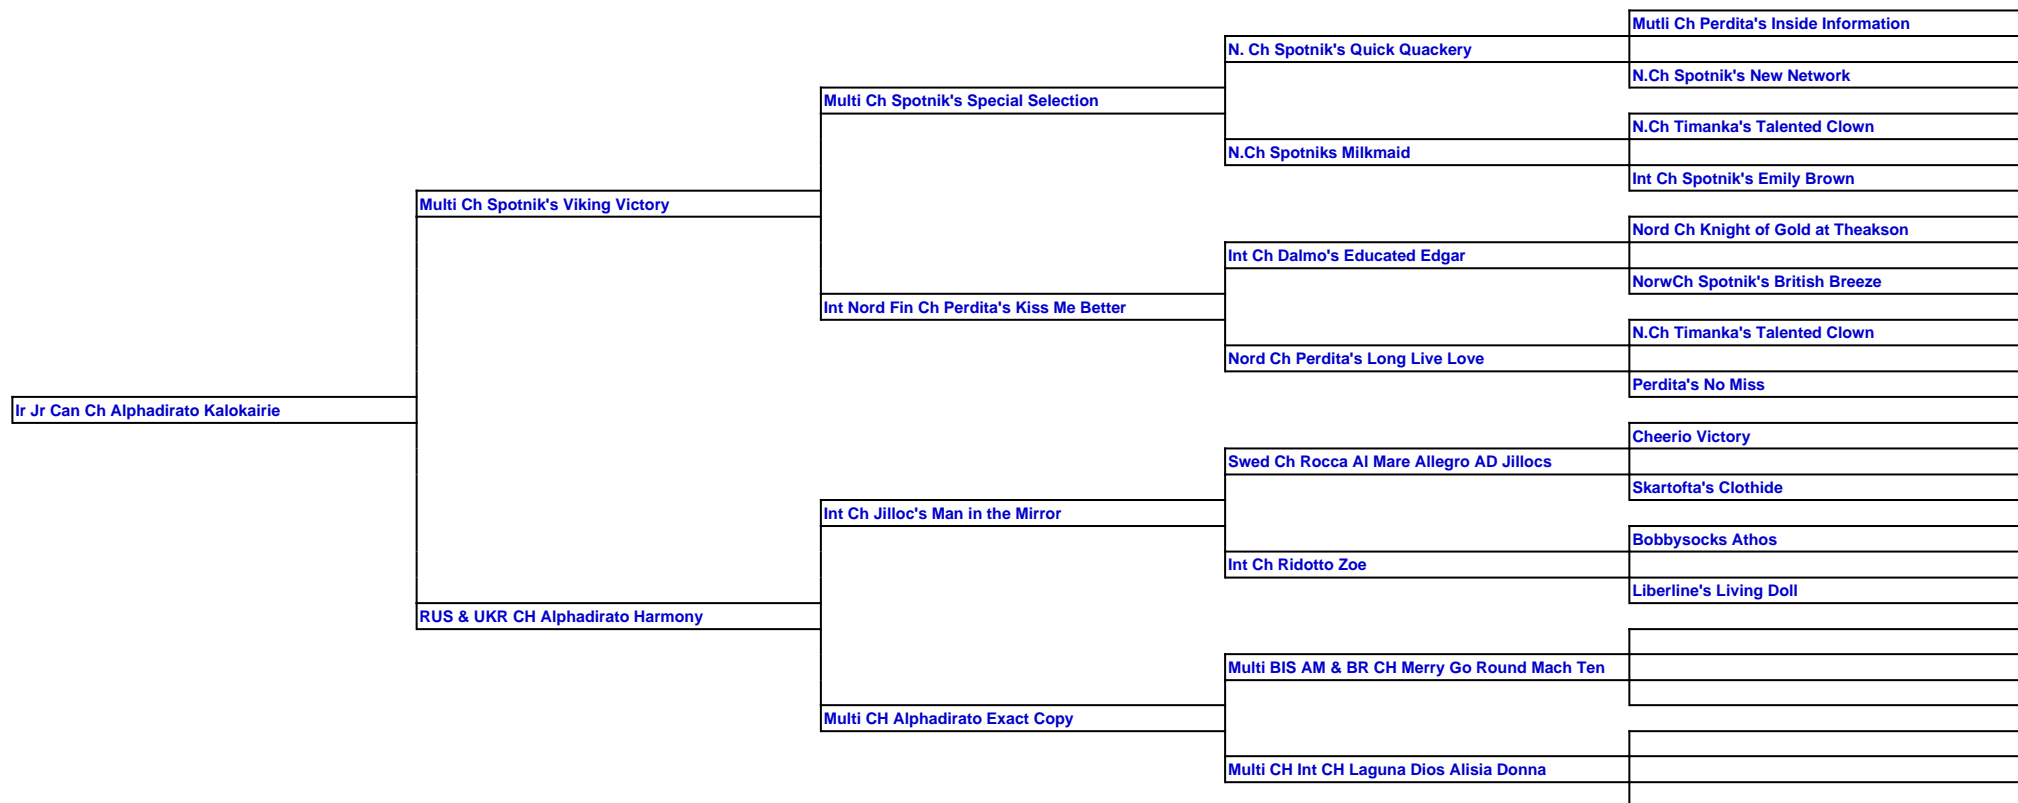 Mutli Ch Perdita's Inside Information
N. Ch Spotnik's Quick Quackery
N.Ch Spotnik's New Network
Multi Ch Spotnik's Special Selection
N.Ch Timanka's Talented Clown
N.Ch Spotniks Milkmaid
Int Ch Spotnik's Emily Brown
Multi Ch Spotnik's Viking Victory
Nord Ch Knight of Gold at Theakson
Int Ch Dalmo's Educated Edgar
NorwCh Spotnik's British Breeze
Int Nord Fin Ch Perdita's Kiss Me Better
N.Ch Timanka's Talented Clown
Nord Ch Perdita's Long Live Love
Perdita's No Miss
Ir Jr Can Ch Alphadirato Kalokairie
Cheerio Victory
Swed Ch Rocca Al Mare Allegro AD Jillocs
Skartofta's Clothide
Int Ch Jilloc's Man in the Mirror
Bobbysocks Athos
Int Ch Ridotto Zoe
Liberline's Living Doll
RUS & UKR CH Alphadirato Harmony
Multi BIS AM & BR CH Merry Go Round Mach Ten
Multi CH Alphadirato Exact Copy
Multi CH Int CH Laguna Dios Alisia Donna